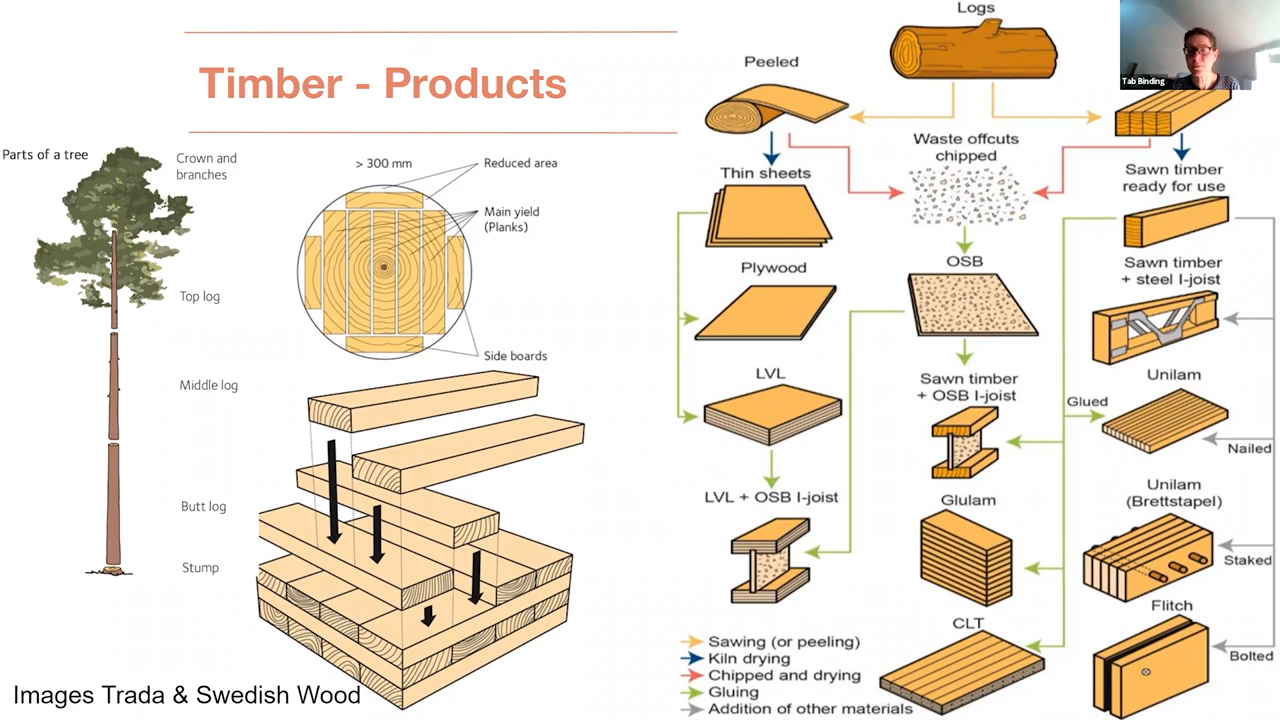 Timber - Products
Parts of a tree
Crown and
branches
Top log
Middle log
Butt log
Stump
> 300 mm
Reduced area
Main yield
(Planks)
Side boards
Images Trada & Swedish Wood
Logs
Peeled
Waste offcuts
chipped
Thin sheets
Sawn timber
ready for use
Plywood
OSB
Sawn timber
+ steel I-joist
LVL
Sawn timber
+ OSB I-joist
Unilam
Glued
Nailed
LVL + OSB I-joist
Glulam
Unilam
(Brettstapel)
Staked
Flitch
CLT
Bolted
Sawing (or peeling)
Kiln drying
Chipped and drying
Gluing
Addition of other materials
Tab Binding